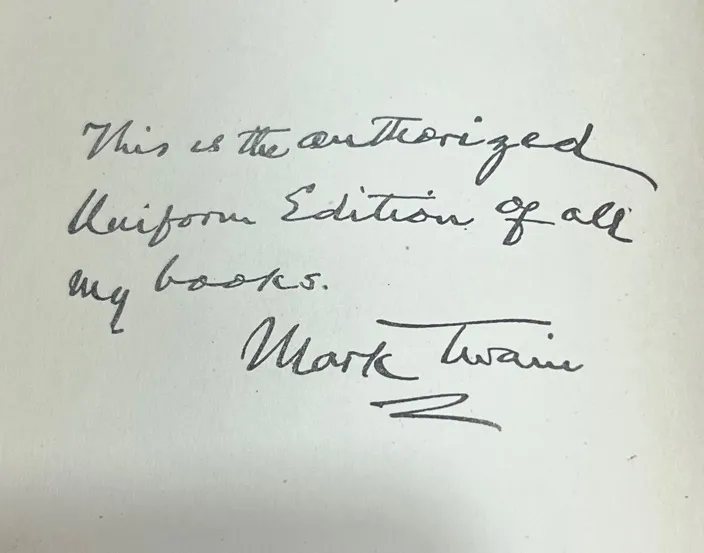 This is the authorized
Uniform Edition of all
my books.
Mark Twain